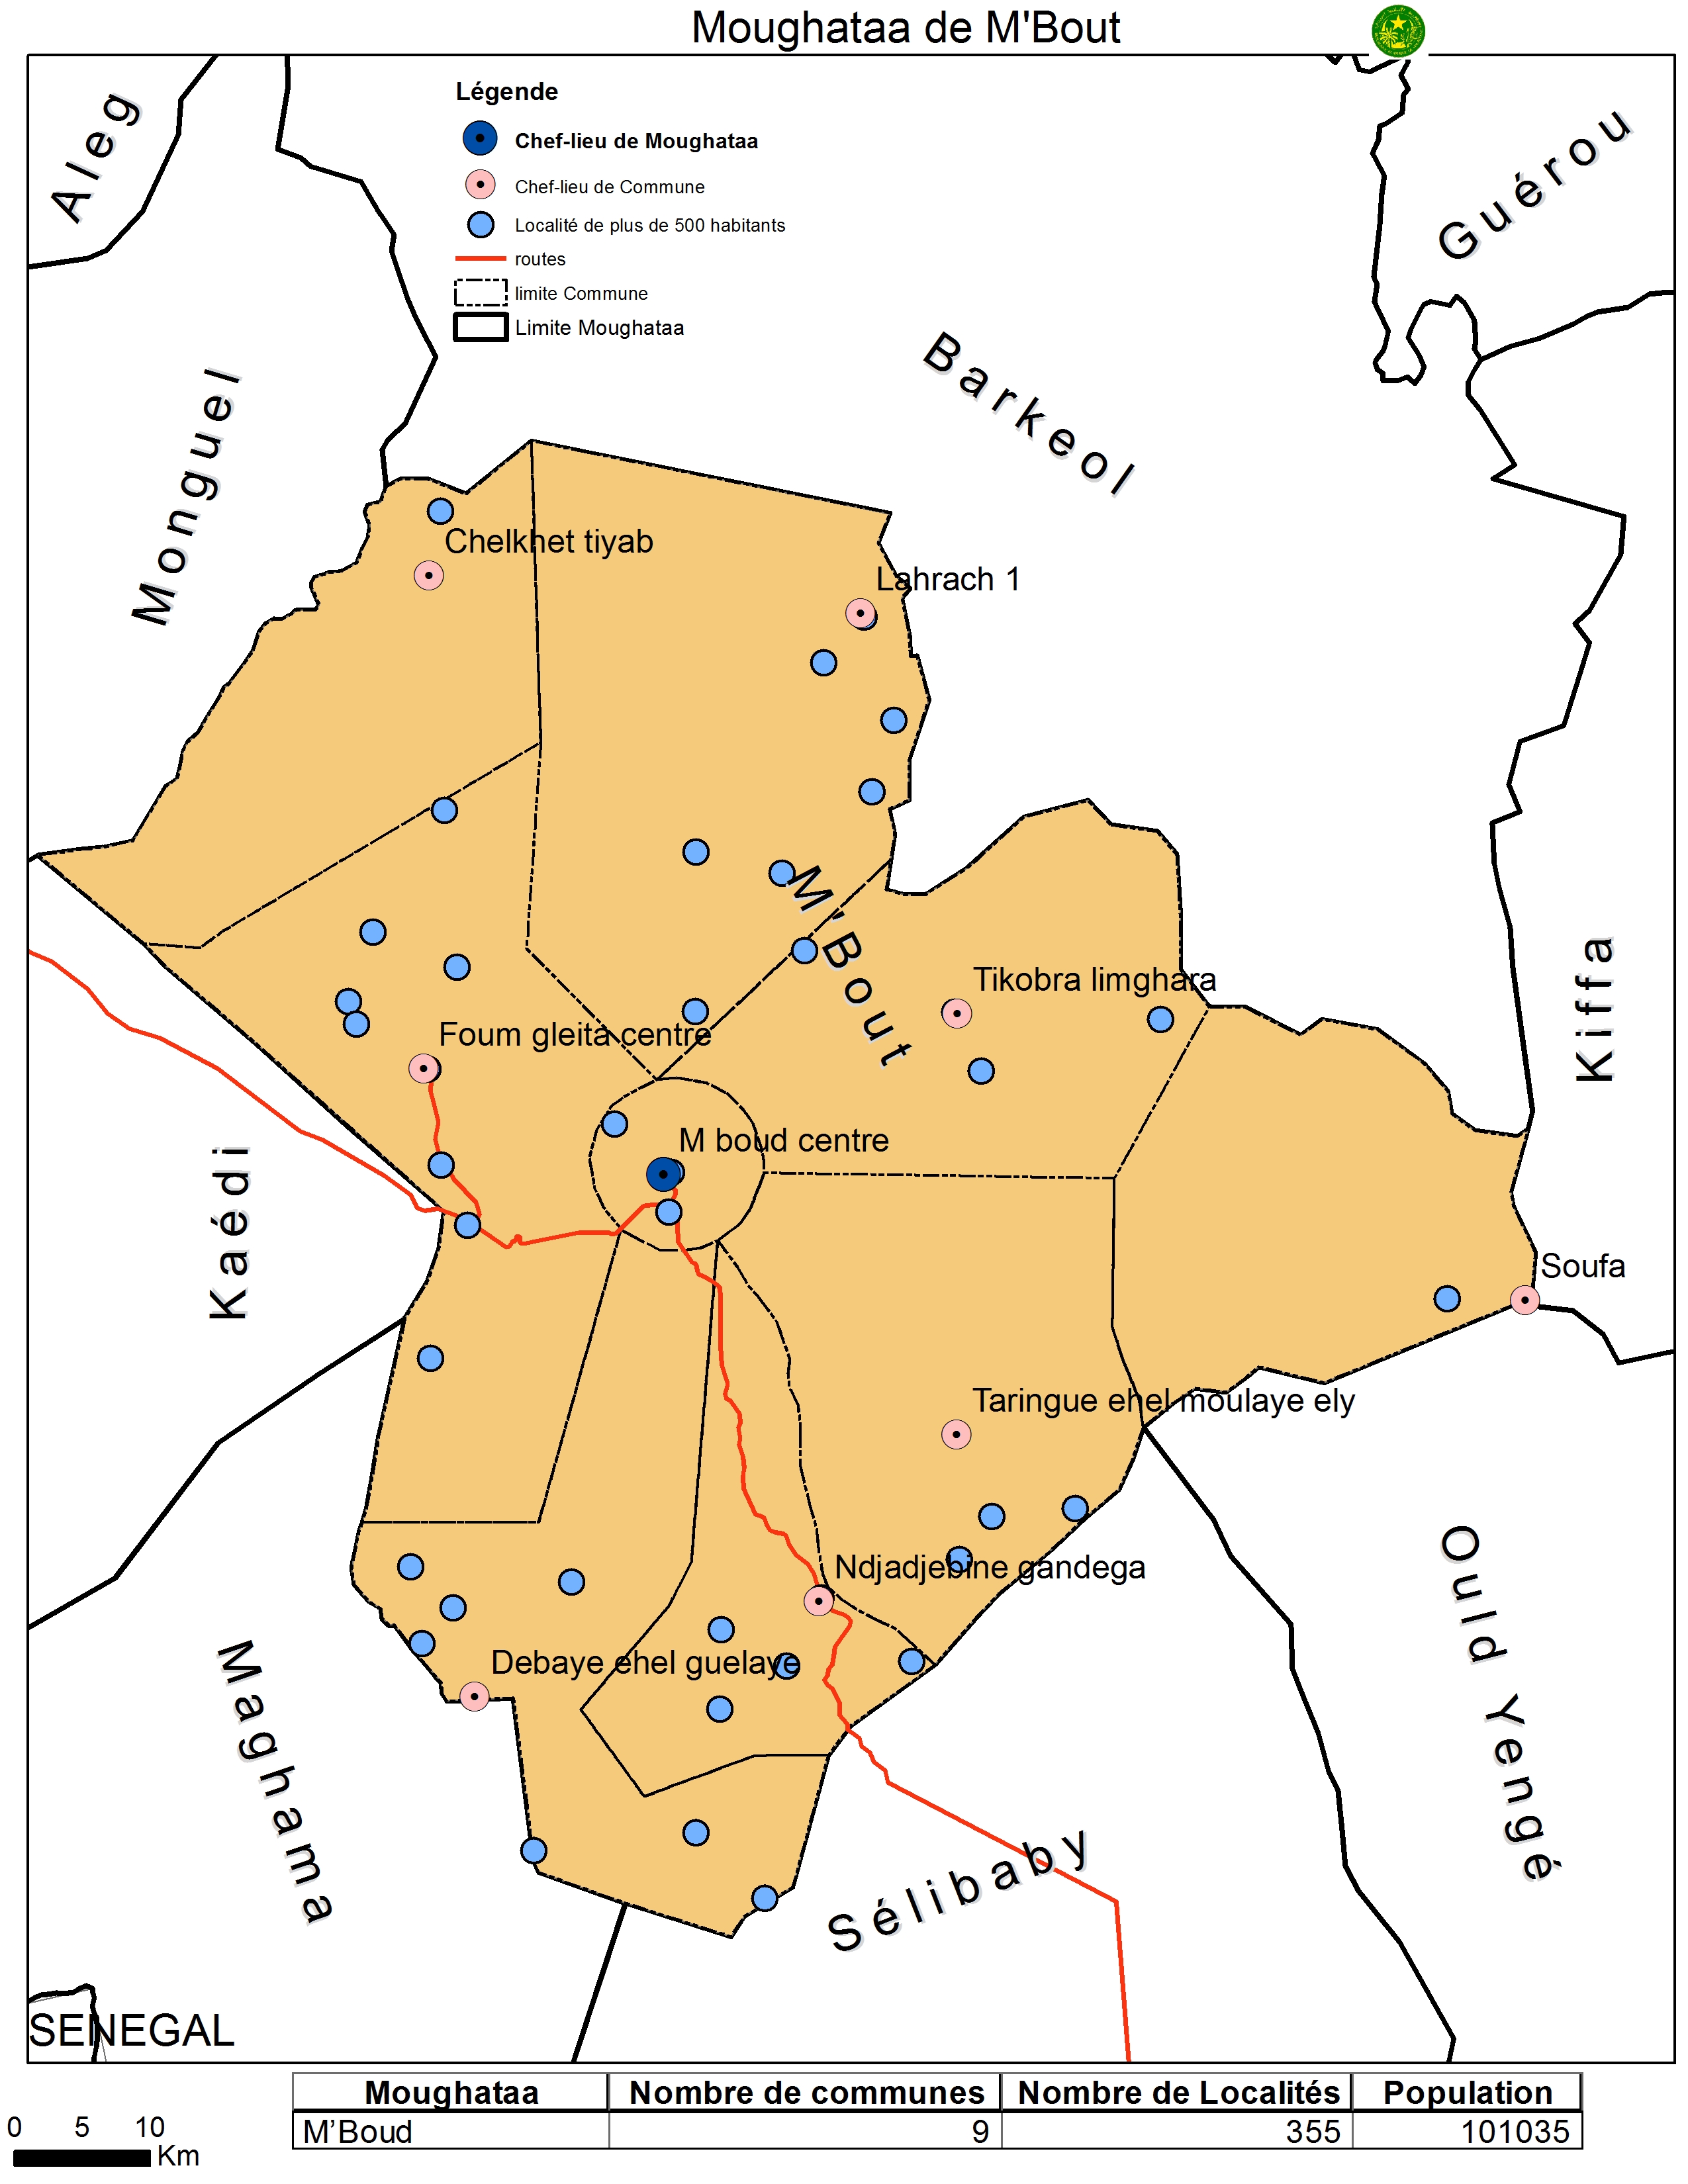 Moughataa de M'Bout
Légende
Chef-lieu de Moughataa
Chef-lieu de Commune
Localité de plus de 500 habitants
routes
limite Commune
Limite Moughataa
Aleg
Guérou
Barkeol
Monguel
Chelkhet tiyab
Lahrach 1
M'Bout
Tikobra limghara
Kiffa
Foum gleita centre
M boud centre
Kaédi
Soufa
Taringue ehel moulaye ely
Ndjadjebine gandega
Ould Yengé
Debaye ehel guelaye
Maghama
Sélibaby
SENEGAL
Moughataa Nombre de communes Nombre de Localités Population
M’Boud 9 355 101035
0 5 10
Km